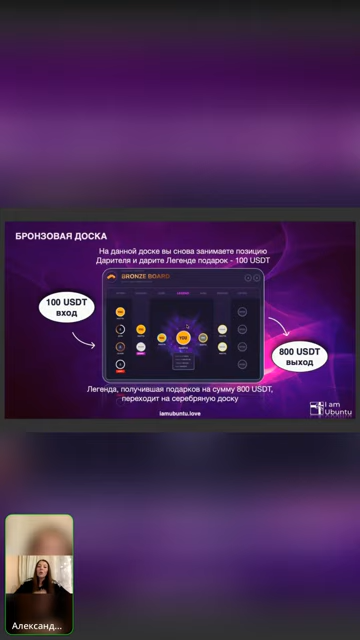 БРОНЗОВАЯ ДОСКА
На данной доске вы снова занимаете позицию
Дарителя и дарите Легенде подарок - 100 USDT
BRONZE BOARD
100 USDT
вход
YOU
800 USDT
выход
Легенда, получившая подарков на сумму 800 USDT,
переходит на серебряную доску
iamubuntu.love
I am
Ubuntu
Александ...